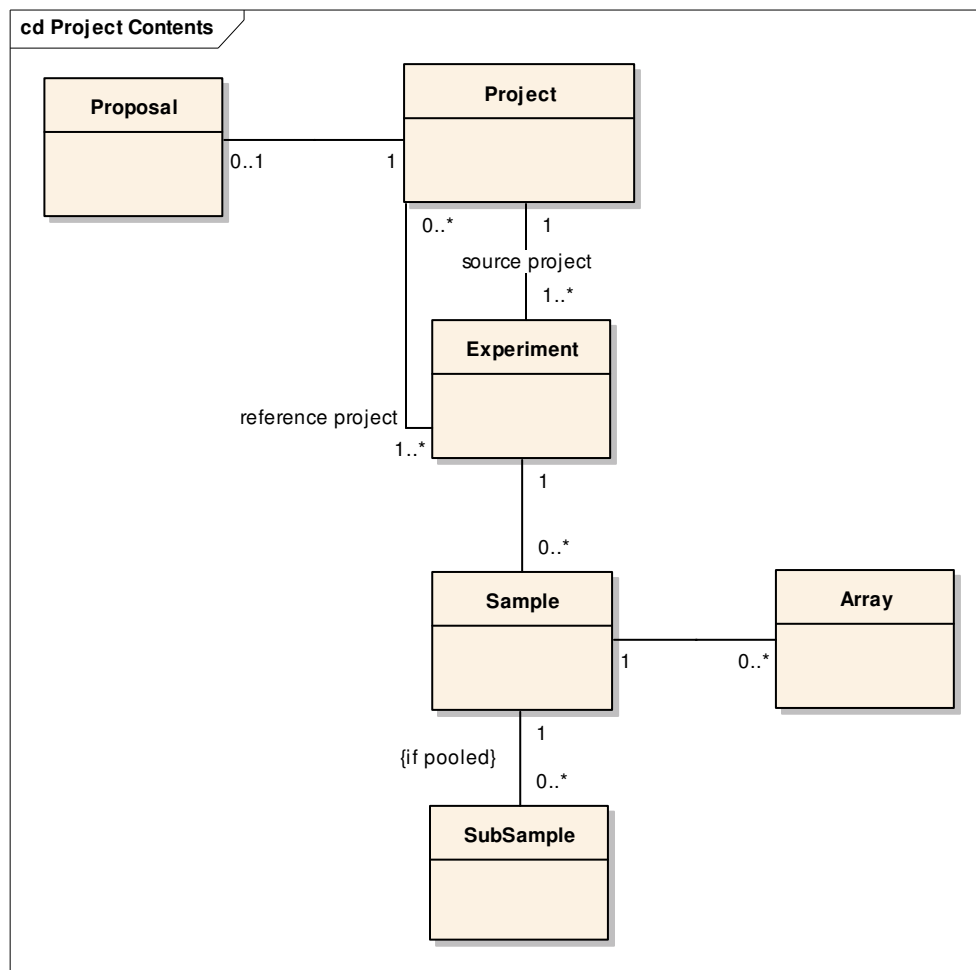 cd Project Contents
Proposal
Project
0..1
1
0..*
1
source project
1..*
Experiment
reference project
1..*
1
0..*
Sample
Array
1
0..*
1
{if pooled}
0..*
SubSample